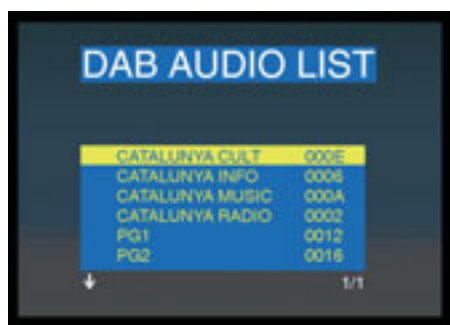 DAB AUDIO LIST
CATALUNYA CULT 000E
CATALUNYA INFO 0006
CATALUNYA MUSIC 000A
CATALUNYA RADIO 0002
PG1 0012
PG2 0016
1/1